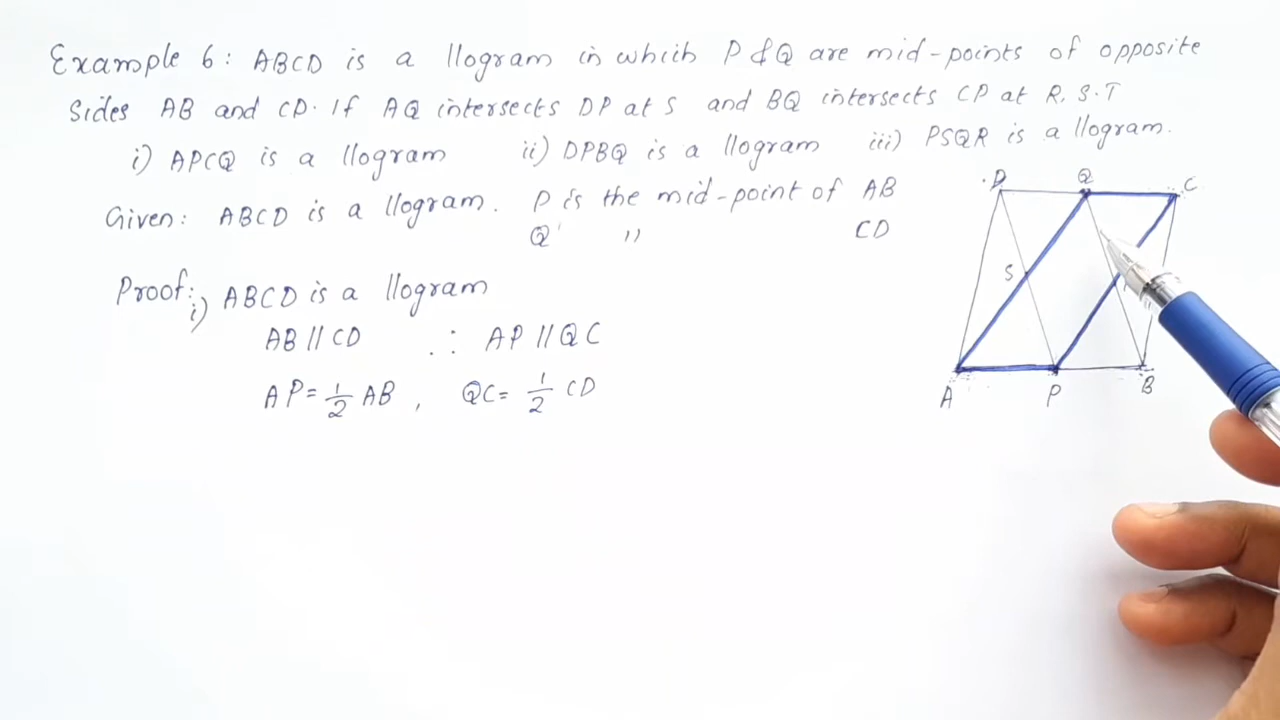 Example 6: ABCD is a llogram in which P & Q are mid-points of opposite
sides AB and CD. If AQ intersects DP at S and BQ intersects CP at R, S.T
i) APCQ is a llogram ii) DPBQ is a llogram iii) PSQR is a llogram.
Given: ABCD is a llogram. P is the mid-point of AB
Q '' CD
Proof: i) ABCD is a llogram
AB // CD ∴ AP // QC
AP = 1/2 AB , QC = 1/2 CD
D Q C
S
A P B